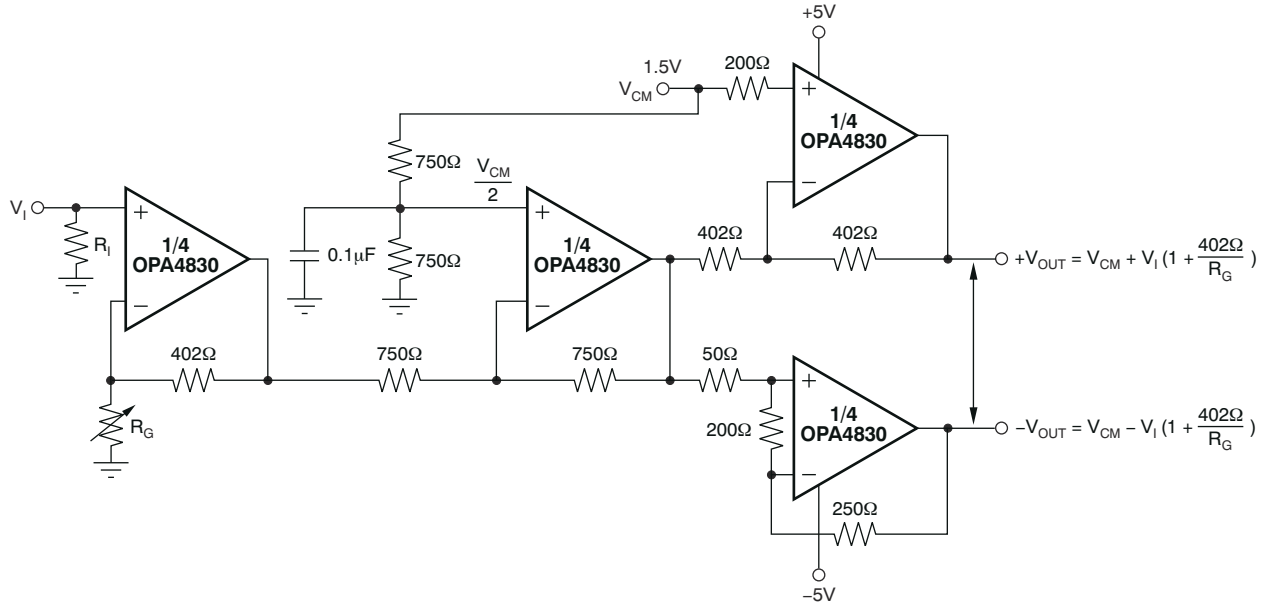 +5V
1.5V
V_CM
200Ω
+
1/4
OPA4830
−
750Ω
V_CM
2
V_I
+
R_I
1/4
OPA4830
−
0.1μF
750Ω
+
1/4
OPA4830
−
402Ω
402Ω
+V_OUT = V_CM + V_I (1 + 402Ω/R_G )
402Ω
750Ω
750Ω
50Ω
R_G
200Ω
+
1/4
OPA4830
−
−V_OUT = V_CM − V_I (1 + 402Ω/R_G )
250Ω
−5V